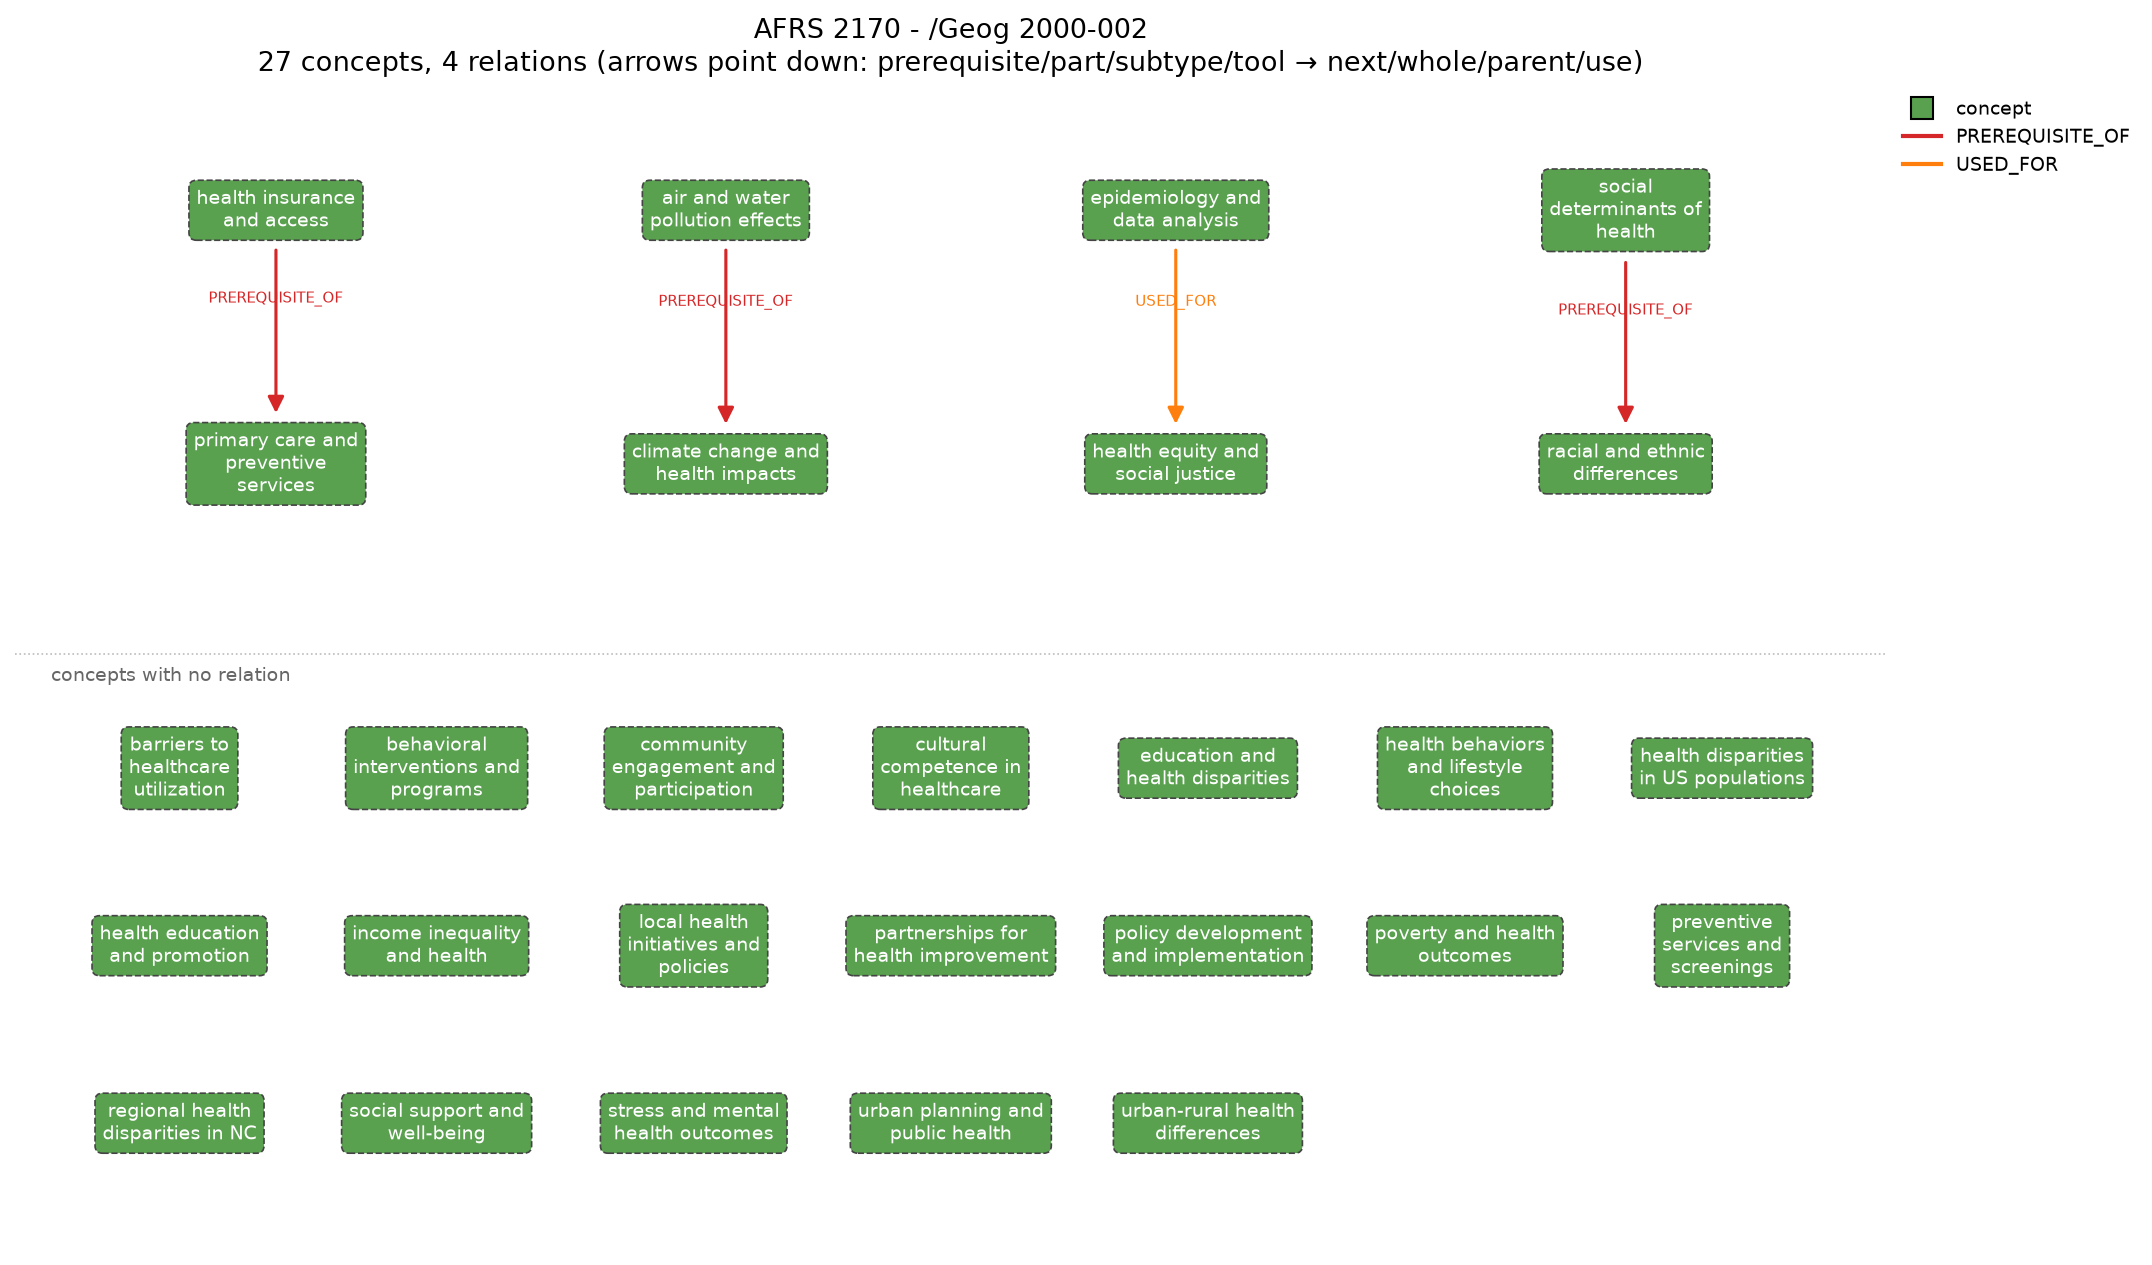 AFRS 2170 - /Geog 2000-002
27 concepts, 4 relations (arrows point down: prerequisite/part/subtype/tool → next/whole/parent/use)
concept
PREREQUISITE_OF
USED_FOR
health insurance
and access
air and water
pollution effects
epidemiology and
data analysis
social
determinants of
health
PREREQUISITE_OF
PREREQUISITE_OF
USED_FOR
PREREQUISITE_OF
primary care and
preventive
services
climate change and
health impacts
health equity and
social justice
racial and ethnic
differences
concepts with no relation
barriers to
healthcare
utilization
behavioral
interventions and
programs
community
engagement and
participation
cultural
competence in
healthcare
education and
health disparities
health behaviors
and lifestyle
choices
health disparities
in US populations
health education
and promotion
income inequality
and health
local health
initiatives and
policies
partnerships for
health improvement
policy development
and implementation
poverty and health
outcomes
preventive
services and
screenings
regional health
disparities in NC
social support and
well-being
stress and mental
health outcomes
urban planning and
public health
urban-rural health
differences